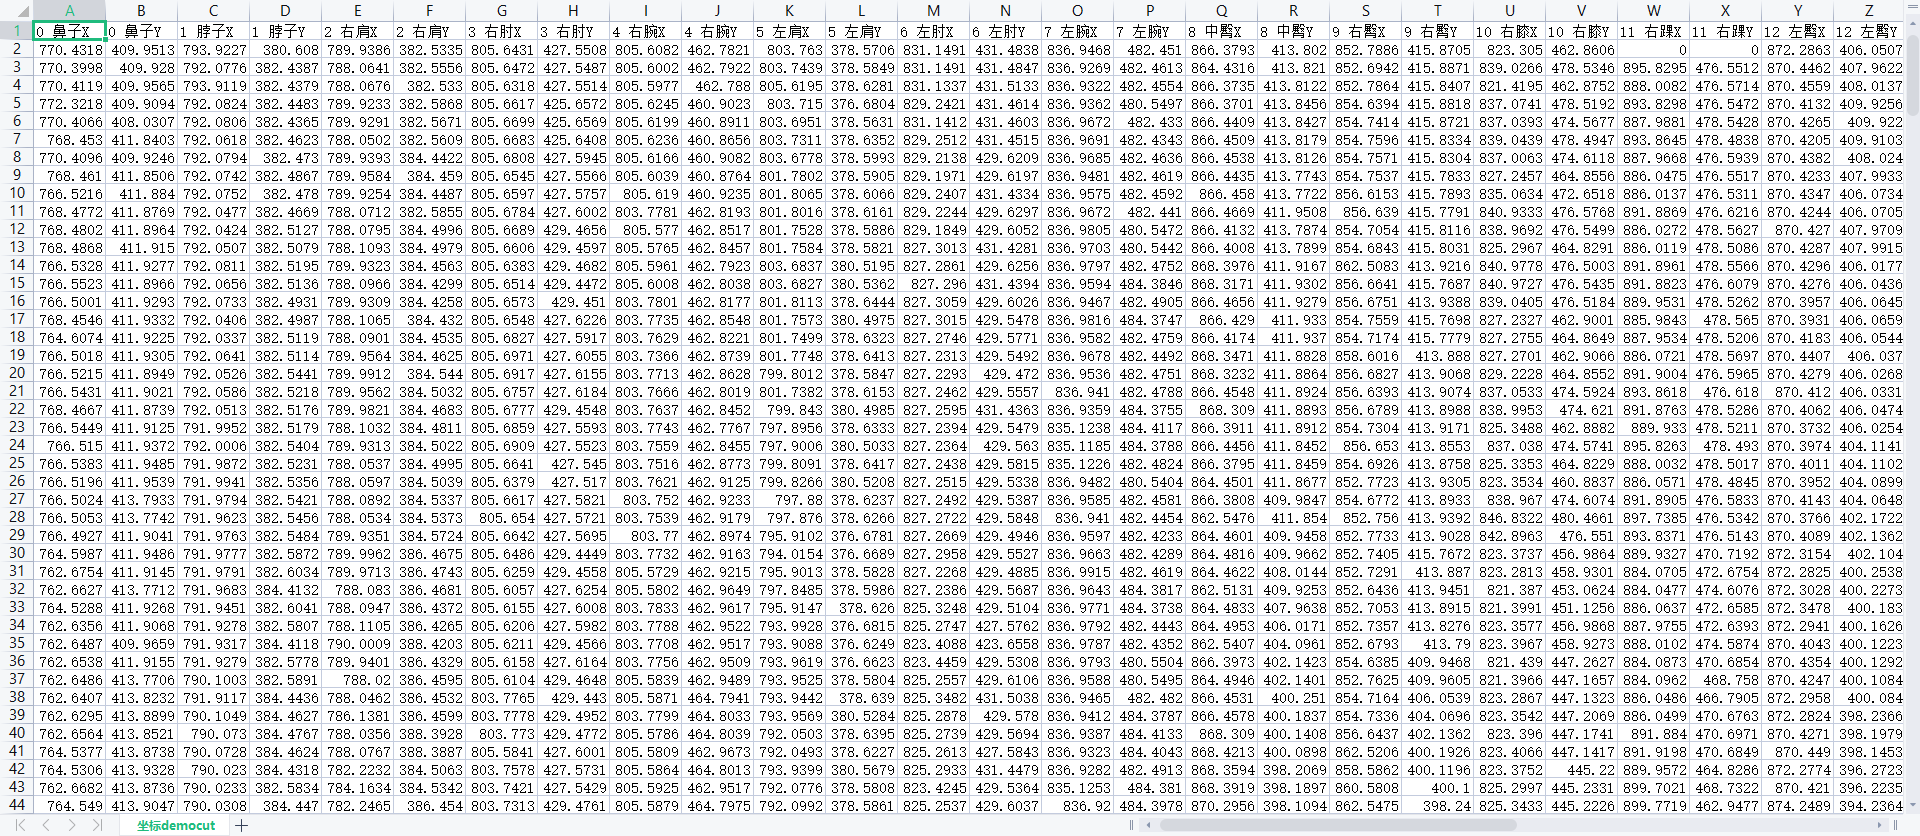 A B C D E F G H I J K L M N O P Q R S T U V W X Y Z
1 0 鼻子X 0 鼻子Y 1 脖子X 1 脖子Y 2 右肩X 2 右肩Y 3 右肘X 3 右肘Y 4 右腕X 4 右腕Y 5 左肩X 5 左肩Y 6 左肘X 6 左肘Y 7 左腕X 7 左腕Y 8 中臀X 8 中臀Y 9 右臀X 9 右臀Y 10 右膝X 10 右膝Y 11 右踝X 11 右踝Y 12 左臀X 12 左臀Y
2 770.4318 409.9513 793.9227 380.608 789.9386 382.5335 805.6431 427.5508 805.6082 462.7821 803.763 378.5706 831.1491 431.4838 836.9468 482.451 866.3793 413.802 852.7886 415.8705 823.305 462.8606 0 0 872.2863 406.0507
3 770.3998 409.928 792.0776 382.4387 788.0641 382.5556 805.6472 427.5487 805.6002 462.7922 803.7439 378.5849 831.1491 431.4847 836.9269 482.4613 864.4316 413.821 852.6942 415.8871 839.0266 478.5346 895.8295 476.5512 870.4462 407.9622
4 770.4119 409.9565 793.9119 382.4379 788.0676 382.533 805.6318 427.5514 805.5977 462.788 805.6195 378.6281 831.1337 431.5133 836.9322 482.4554 866.3735 413.8122 852.7864 415.8407 821.4195 462.8752 888.0082 476.5714 870.4559 408.0137
5 772.3218 409.9094 792.0824 382.4483 789.9233 382.5868 805.6617 425.6572 805.6245 460.9023 803.715 376.6804 829.2421 431.4614 836.9362 480.5497 866.3701 413.8456 854.6394 415.8818 837.0741 478.5192 893.8298 476.5472 870.4132 409.9256
6 770.4066 408.0307 792.0806 382.4365 789.9291 382.5671 805.6699 425.6569 805.6199 460.8911 803.6951 378.5631 831.1412 431.4603 836.9672 482.433 866.4409 413.8427 854.7414 415.8721 837.0393 474.5677 887.9881 478.5428 870.4265 409.922
7 768.453 411.8403 792.0618 382.4623 788.0502 382.5609 805.6683 425.6408 805.6236 460.8656 803.7311 378.6352 829.2512 431.4515 836.9691 482.4343 866.4509 413.8179 854.7596 415.8334 839.0439 478.4947 893.8645 476.4838 870.4205 409.9103
8 770.4096 409.9246 792.0794 382.473 789.9393 384.4422 805.6808 427.5945 805.6166 460.9082 803.6778 378.5993 829.2138 429.6209 836.9685 482.4636 866.4538 413.8126 854.7571 415.8304 837.0063 474.6118 887.9668 476.5939 870.4382 408.024
9 768.461 411.8506 792.0742 382.4867 789.9584 384.459 805.6545 427.5566 805.6039 460.8764 801.7802 378.5905 829.1971 429.6197 836.9481 482.4619 866.4435 413.7743 854.7537 415.7833 827.2457 464.8556 886.0475 476.5517 870.4233 407.9933
10 766.5216 411.884 792.0752 382.478 789.9254 384.4487 805.6597 427.5757 805.619 460.9235 801.8065 378.6066 829.2407 431.4334 836.9575 482.4592 866.458 413.7722 856.6153 415.7893 835.0634 472.6518 886.0137 476.5311 870.4347 406.0734
11 768.4772 411.8769 792.0477 382.4669 788.0712 382.5855 805.6784 427.6002 803.7781 462.8193 801.8016 378.6161 829.2244 429.6297 836.9672 482.441 866.4669 411.9508 856.639 415.7791 840.9333 476.5768 891.8869 476.6216 870.4244 406.0705
12 768.4802 411.8964 792.0424 382.5127 788.0795 384.4996 805.6689 429.4656 805.577 462.8517 801.7528 378.5886 829.1849 429.6052 836.9805 480.5472 866.4132 413.7874 854.7054 415.8116 838.9692 476.5499 886.0272 478.5627 870.427 407.9709
13 768.4868 411.915 792.0507 382.5079 788.1093 384.4979 805.6606 429.4597 805.5765 462.8457 801.7584 378.5821 827.3013 431.4281 836.9703 480.5442 866.4008 413.7899 854.6843 415.8031 825.2967 464.8291 886.0119 478.5086 870.4287 407.9915
14 766.5328 411.9277 792.0811 382.5195 789.9323 384.4563 805.6383 429.4682 805.5961 462.7923 803.6837 380.5195 827.2861 429.6256 836.9797 482.4752 868.3976 411.9167 862.5083 413.9216 840.9778 476.5003 891.8961 478.5566 870.4296 406.0177
15 766.5523 411.8966 792.0656 382.5136 788.0966 384.4299 805.6514 429.4472 805.6008 462.8038 803.6827 380.5362 827.296 431.4394 836.9594 484.3846 868.3171 411.9302 856.6641 415.7687 840.9727 476.5435 891.8823 476.6079 870.4276 406.0436
16 766.5001 411.9293 792.0733 382.4931 789.9309 384.4258 805.6573 429.451 803.7801 462.8177 801.8113 378.6444 827.3059 429.6026 836.9467 482.4905 866.4656 411.9279 856.6751 413.9388 839.0405 476.5184 889.9531 478.5262 870.3957 406.0645
17 768.4546 411.9332 792.0406 382.4987 788.1065 384.432 805.6548 427.6226 803.7735 462.8548 801.7573 380.4975 827.3015 429.5478 836.9816 484.3747 866.429 411.933 854.7559 415.7698 827.2327 462.9001 885.9843 478.565 870.3931 406.0659
18 764.6074 411.9225 792.0337 382.5119 788.0901 384.4535 805.6827 427.5917 803.7629 462.8221 801.7499 378.6323 827.2746 429.5771 836.9582 482.4759 866.4174 411.937 854.7174 415.7779 827.2755 464.8649 887.9534 478.5206 870.4183 406.0544
19 766.5018 411.9305 792.0641 382.5114 789.9564 384.4625 805.6971 427.6055 803.7366 462.8739 801.7748 378.6413 827.2313 429.5492 836.9678 482.4492 868.3471 411.8828 858.6016 413.888 827.2701 462.9066 886.0721 478.5697 870.4407 406.037
20 766.5215 411.8949 792.0526 382.5441 789.9912 384.544 805.6917 427.6155 803.7713 462.8628 799.8012 378.5847 827.2293 429.472 836.9536 482.4751 868.3232 411.8864 856.6827 413.9068 829.2228 464.8552 891.9004 476.5965 870.4279 406.0268
21 766.5431 411.9021 792.0586 382.5218 789.9562 384.5032 805.6757 427.6184 803.7666 462.8019 801.7382 378.6153 827.2462 429.5557 836.941 482.4788 866.4548 411.8924 856.6393 413.9074 837.0533 474.5924 893.8618 476.618 870.412 406.0331
22 768.4667 411.8739 792.0513 382.5176 789.9821 384.4683 805.6777 429.4548 803.7637 462.8452 799.843 380.4985 827.2595 431.4363 836.9359 484.3755 868.309 411.8893 856.6789 413.8988 838.9953 474.621 891.8763 478.5286 870.4062 406.0474
23 766.5449 411.9125 791.9952 382.5179 788.1032 384.4811 805.6859 427.5593 803.7743 462.7767 797.8956 378.6333 827.2394 429.5479 835.1238 484.4117 866.3911 411.8912 854.7304 413.9171 825.3488 462.8882 889.933 478.5211 870.3732 406.0254
24 766.515 411.9372 792.0006 382.5404 789.9313 384.5022 805.6909 427.5523 803.7559 462.8455 797.9006 380.5033 827.2364 429.563 835.1185 484.3788 866.4456 411.8452 856.653 413.8553 837.038 474.5741 895.8263 478.493 870.3974 404.1141
25 766.5383 411.9485 791.9872 382.5231 788.0537 384.4995 805.6641 427.545 803.7516 462.8773 799.8091 378.6417 827.2438 429.5815 835.1226 482.4824 866.3795 411.8459 854.6926 413.8758 825.3353 464.8229 888.0032 478.5017 870.4011 404.1102
26 766.5196 411.9539 791.9941 382.5356 788.0597 384.5039 805.6379 427.517 803.7621 462.9125 799.8266 380.5208 827.2515 429.5338 836.9482 480.5404 864.4501 411.8677 852.7723 413.9305 823.3534 460.8837 886.0571 478.4845 870.3952 404.0899
27 766.5024 413.7933 791.9794 382.5421 788.0892 384.5335 805.6617 427.5821 803.752 462.9233 797.88 378.6237 827.2492 429.5387 836.9585 482.4581 866.3808 409.9847 854.6772 413.8933 838.967 474.6074 891.8905 476.5833 870.4143 404.0648
28 766.5053 413.7742 791.9623 382.5456 788.0534 384.5373 805.654 427.5721 803.7539 462.9179 797.876 378.6266 827.2722 429.5848 836.941 482.4454 862.5476 411.854 852.756 413.9392 846.8322 480.4661 897.7385 476.5342 870.3766 402.1722
29 766.4927 411.9041 791.9763 382.5484 789.9351 384.5724 805.6642 427.5695 803.77 462.8974 795.9102 376.6781 827.2669 429.4946 836.9597 482.4233 864.4601 409.9458 852.7733 413.9028 842.8963 476.551 893.8371 476.5143 870.4089 402.1362
30 764.5987 411.9486 791.9777 382.5872 789.9962 386.4675 805.6486 429.4449 803.7732 462.9163 794.0154 376.6689 827.2958 429.5527 836.9663 482.4289 864.4816 409.9662 852.7405 415.7672 823.3737 456.9864 889.9327 470.7192 872.3154 402.104
31 762.6754 411.9145 791.9791 382.6034 789.9713 386.4743 805.6259 429.4558 805.5729 462.9215 795.9013 378.5828 827.2268 429.4885 836.9915 482.4619 864.4622 408.0144 852.7291 413.887 823.2813 458.9301 884.0705 472.6754 872.2825 400.2538
32 762.6627 413.7712 791.9683 384.4132 788.083 386.4681 805.6057 427.6254 805.5802 462.9649 797.8485 378.5986 827.2386 429.5687 836.9643 484.3817 862.5131 409.9253 852.6436 413.9451 821.387 453.0624 884.0477 474.6076 872.3028 400.2273
33 764.5288 411.9268 791.9451 382.6041 788.0947 386.4372 805.6155 427.6008 803.7833 462.9617 795.9147 378.626 825.3248 429.5104 836.9771 484.3738 864.4833 407.9638 852.7053 413.8915 821.3991 451.1256 886.0637 472.6585 872.3478 400.183
34 762.6356 411.9068 791.9278 382.5807 788.1105 386.4265 805.6206 427.5982 803.7788 462.9522 793.9928 376.6815 825.2747 427.5762 836.9792 482.4443 864.4953 406.0171 852.7357 413.8276 823.3577 456.9868 887.9755 472.6393 872.2941 400.1626
35 762.6487 409.9659 791.9317 384.4118 790.0009 388.4203 805.6211 429.4566 803.7708 462.9517 793.9088 376.6249 823.4088 423.6558 836.9787 482.4352 862.5407 404.0961 852.6793 413.79 823.3967 458.9273 888.0102 474.5874 870.4043 400.1223
36 762.6538 411.9155 791.9279 382.5778 789.9401 386.4329 805.6158 427.6164 803.7756 462.9509 793.9619 376.6623 823.4459 429.5308 836.9793 480.5504 866.3973 402.1423 854.6385 409.9468 821.439 447.2627 884.0873 470.6854 870.4354 400.1292
37 762.6486 413.7706 790.1003 382.5891 788.02 386.4595 805.6104 429.4648 805.5839 462.9489 793.9525 378.5804 825.2557 429.6106 836.9588 480.5495 864.4946 402.1401 852.7625 409.9605 821.3966 447.1657 884.0962 468.758 870.4247 400.1084
38 762.6407 413.8232 791.9117 384.4436 788.0462 386.4532 803.7765 429.443 805.5871 464.7941 793.9442 378.639 825.3482 431.5038 836.9465 482.482 866.4531 400.251 854.7164 406.0539 823.2867 447.1323 886.0486 466.7905 872.2958 400.084
39 762.6295 413.8899 790.1049 384.4627 786.1381 386.4599 803.7778 429.4952 803.7799 464.8033 793.9569 380.5284 825.2878 429.578 836.9412 484.3787 866.4578 400.1837 854.7336 404.0696 823.3542 447.2069 886.0499 470.6763 872.2824 398.2366
40 762.6564 413.8521 790.073 384.4767 788.0356 388.3928 803.773 429.4772 805.5786 464.8039 792.0503 378.6395 825.2739 429.5694 836.9387 484.4133 868.309 400.1408 856.6437 402.1362 823.396 447.1741 891.884 470.6971 870.4271 398.1979
41 764.5377 413.8738 790.0728 384.4624 788.0767 388.3887 805.5841 427.6001 805.5809 462.9673 792.0493 378.6227 825.2613 427.5843 836.9323 484.4043 868.4213 400.0898 862.5206 400.1926 823.4066 447.1417 891.9198 470.6849 870.449 398.1453
42 764.5306 413.9328 790.023 384.4318 782.2232 384.5063 803.7578 427.5731 805.5864 464.8013 793.9399 380.5679 825.2933 431.4479 836.9282 482.4913 868.3594 398.2069 858.5862 400.1196 823.3752 445.22 889.9572 464.8286 872.2774 396.2723
43 762.6682 413.8736 790.0233 382.5834 784.1634 384.5342 803.7421 427.5429 805.5925 462.9517 792.0776 378.5808 823.4245 429.5364 835.1253 484.381 868.3919 398.1897 860.5808 400.1 825.2997 445.2331 899.7021 468.7322 870.421 396.2235
44 764.549 413.9047 790.0308 384.447 782.2465 386.454 803.7313 429.4761 805.5879 464.7975 792.0992 378.5861 825.2537 429.6037 836.92 484.3978 870.2956 398.1094 862.5475 398.24 825.3433 445.2226 899.7719 462.9477 874.2489 394.2364
坐标democut